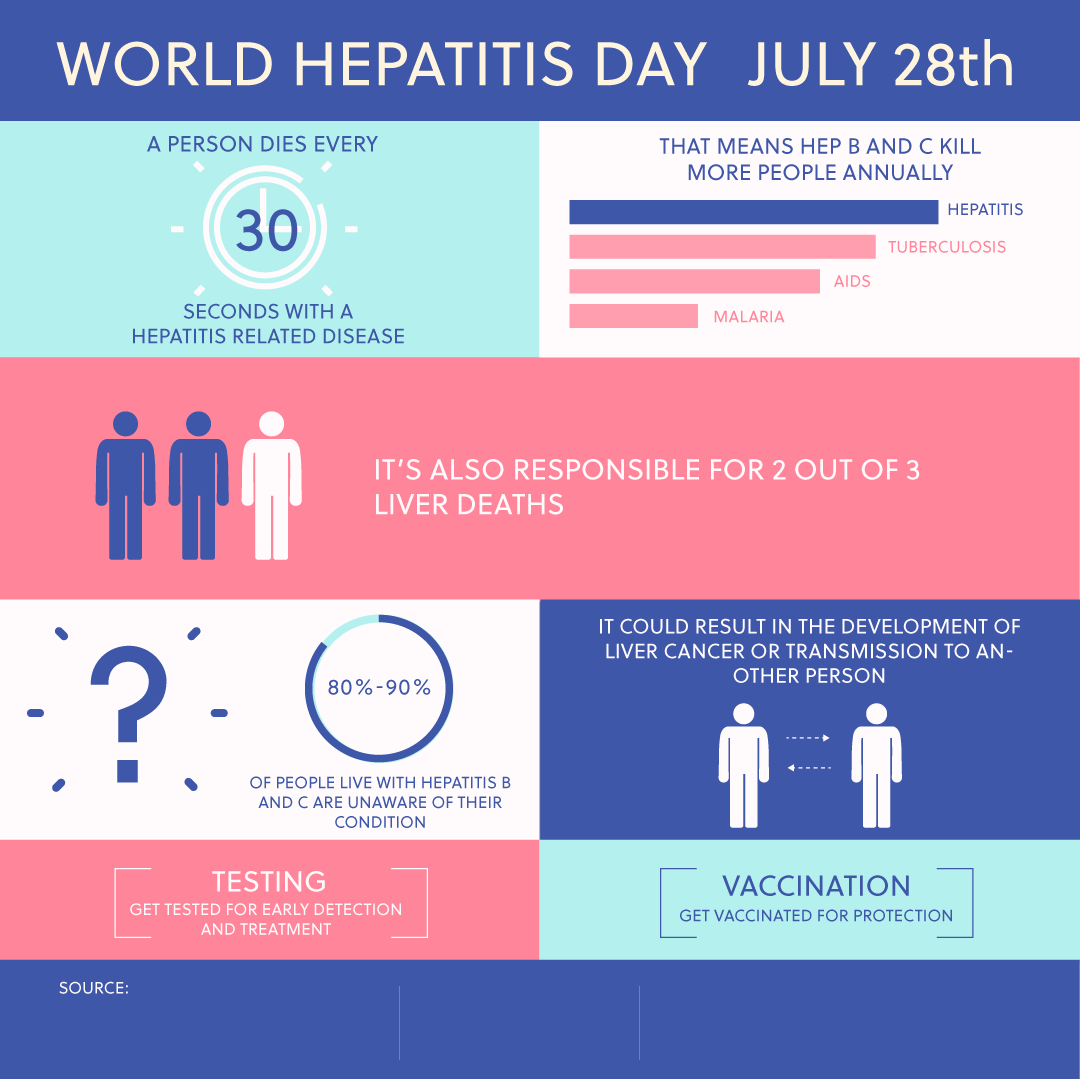 WORLD HEPATITIS DAY JULY 28th
A PERSON DIES EVERY
30
SECONDS WITH A
HEPATITIS RELATED DISEASE
THAT MEANS HEP B AND C KILL
MORE PEOPLE ANNUALLY
HEPATITIS
TUBERCULOSIS
AIDS
MALARIA
IT'S ALSO RESPONSIBLE FOR 2 OUT OF 3
LIVER DEATHS
?
80%-90%
OF PEOPLE LIVE WITH HEPATITIS B
AND C ARE UNAWARE OF THEIR
CONDITION
IT COULD RESULT IN THE DEVELOPMENT OF
LIVER CANCER OR TRANSMISSION TO AN-
OTHER PERSON
TESTING
GET TESTED FOR EARLY DETECTION
AND TREATMENT
VACCINATION
GET VACCINATED FOR PROTECTION
SOURCE: